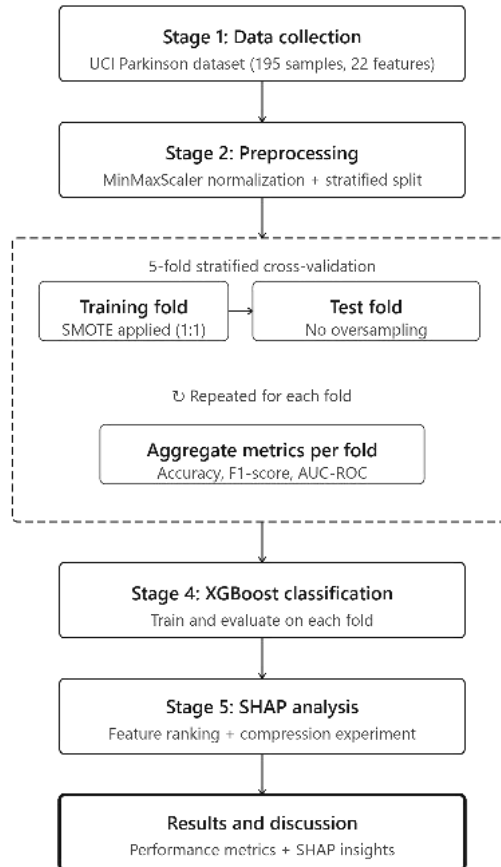 Stage 1: Data collection
UCI Parkinson dataset (195 samples, 22 features)
Stage 2: Preprocessing
MinMaxScaler normalization + stratified split
5-fold stratified cross-validation
Training fold
SMOTE applied (1:1)
Test fold
No oversampling
↻ Repeated for each fold
Aggregate metrics per fold
Accuracy, F1-score, AUC-ROC
Stage 4: XGBoost classification
Train and evaluate on each fold
Stage 5: SHAP analysis
Feature ranking + compression experiment
Results and discussion
Performance metrics + SHAP insights